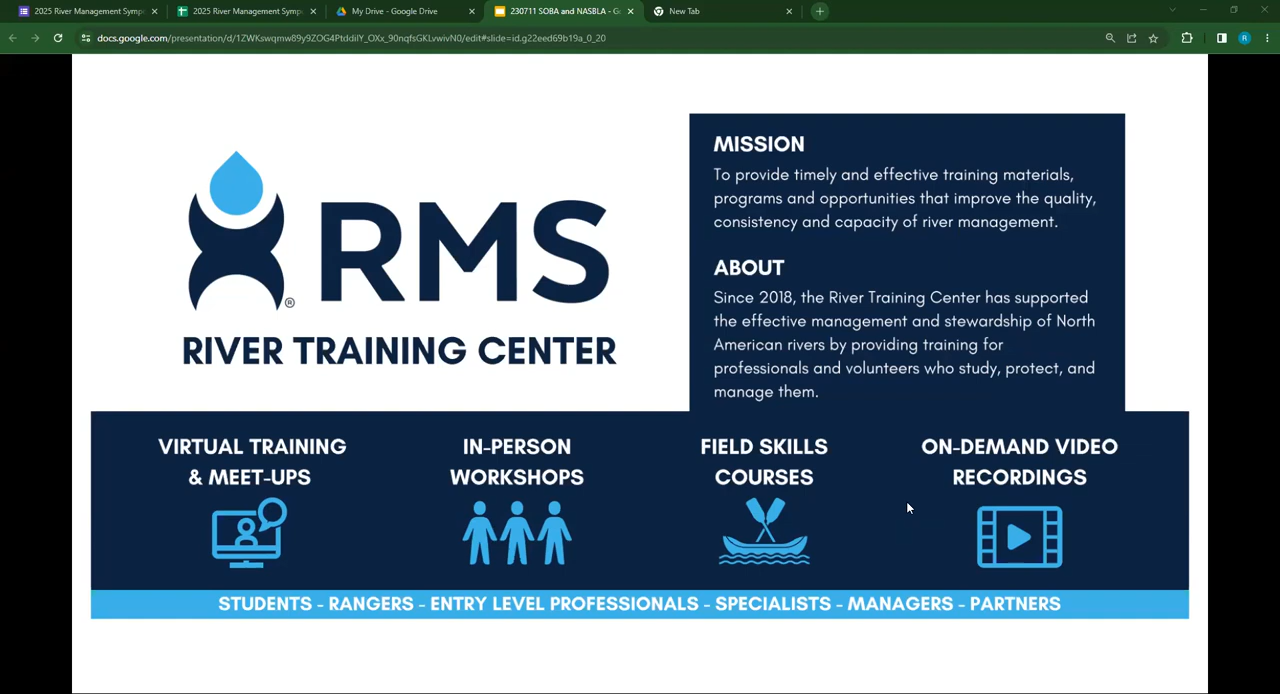 2025 River Management Symp
2025 River Management Symp
My Drive - Google Drive
230711 SOBA and NASBLA - G
New Tab
docs.google.com/presentation/d/1ZWKswqmw89y9ZOG4PtddilY_OXx_90nqfsGKLvwivN0/edit#slide=id.g22eed69b19a_0_20
R
RMS
®
RIVER TRAINING CENTER
MISSION
To provide timely and effective training materials,
programs and opportunities that improve the quality,
consistency and capacity of river management.
ABOUT
Since 2018, the River Training Center has supported
the effective management and stewardship of North
American rivers by providing training for
professionals and volunteers who study, protect, and
manage them.
VIRTUAL TRAINING
& MEET-UPS
IN-PERSON
WORKSHOPS
FIELD SKILLS
COURSES
ON-DEMAND VIDEO
RECORDINGS
STUDENTS - RANGERS - ENTRY LEVEL PROFESSIONALS - SPECIALISTS - MANAGERS - PARTNERS